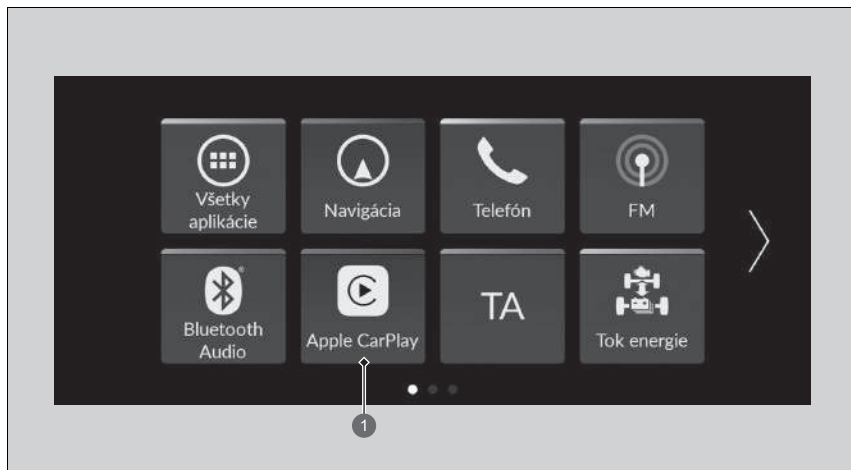 Všetky
aplikácie
Navigácia
Telefón
FM
Bluetooth
Audio
Apple CarPlay
TA
Tok energie
1